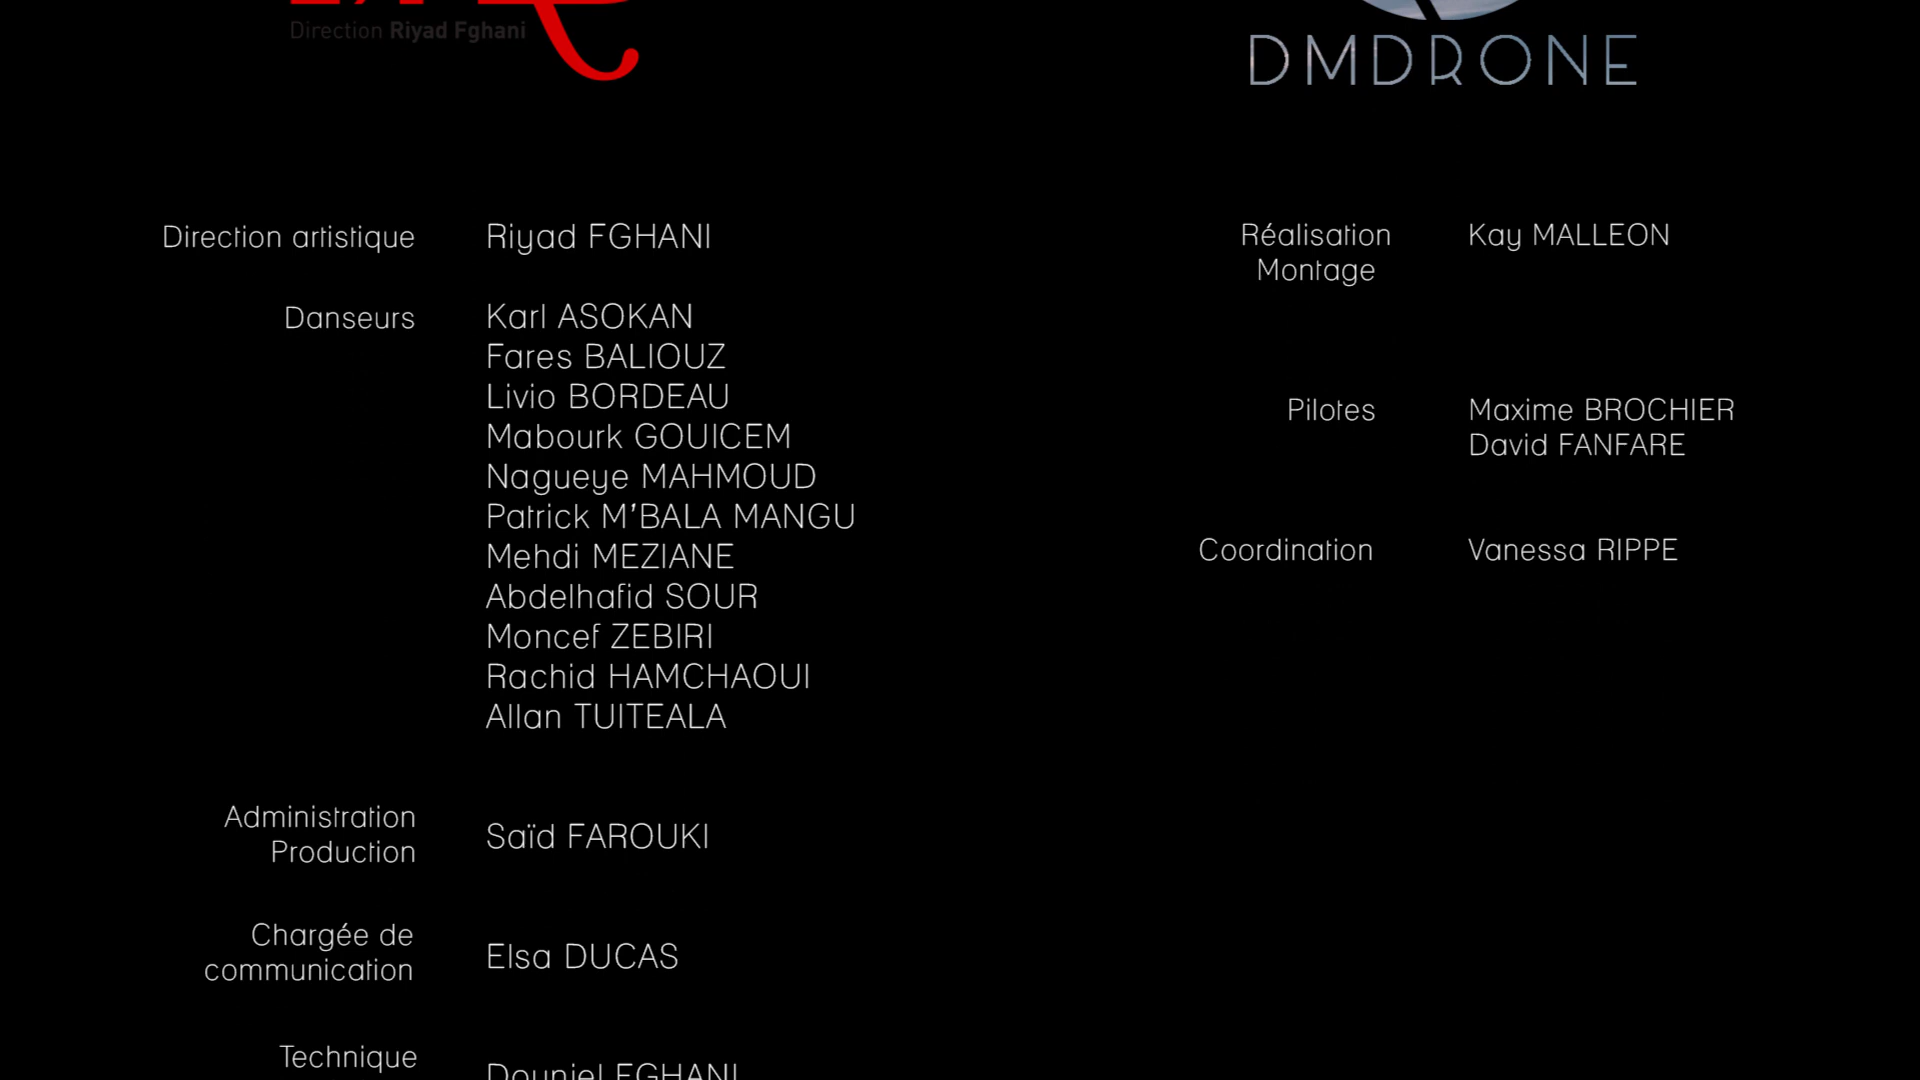 Direction Riyad Fghani
DMDRONE
Direction artistique Riyad FGHANI
Danseurs Karl ASOKAN
Fares BALIOUZ
Livio BORDEAU
Mabourk GOUICEM
Nagueye MAHMOUD
Patrick M'BALA MANGU
Mehdi MEZIANE
Abdelhafid SOUR
Moncef ZEBIRI
Rachid HAMCHAOUI
Allan TUITEALA
Administration
Production
Saïd FAROUKI
Chargée de
communication
Elsa DUCAS
Technique
FGHANI
Réalisation Kay MALLEON
Montage
Pilotes Maxime BROCHIER
David FANFARE
Coordination Vanessa RIPPE